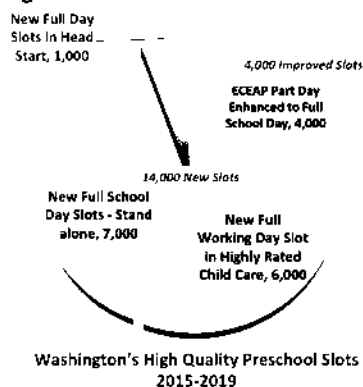 New Full Day
Slots in Head
Start, 1,000
4,000 Improved Slots
ECEAP Part Day
Enhanced to Full
School Day, 4,000
14,000 New Slots
New Full School
Day Slots - Stand
alone, 7,000
New Full
Working Day Slot
in Highly Rated
Child Care, 6,000
Washington's High Quality Preschool Slots
2015-2019